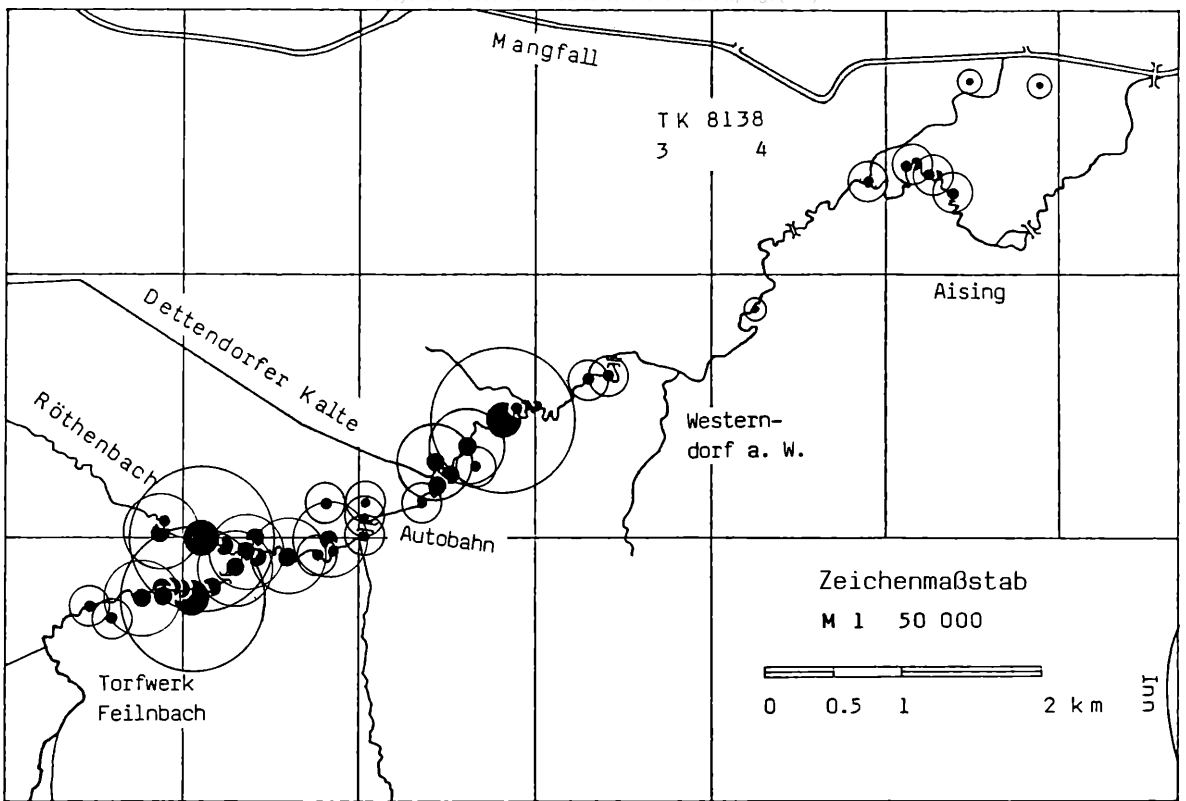 Mangfall
TK 8138
3 4
Aising
Dettendorfer Kalte
Röthenbach
Western-
dorf a. W.
Autobahn
Torfwerk
Feilnbach
Zeichenmaßstab
M 1 50 000
0 0.5 1 2 km
Inn